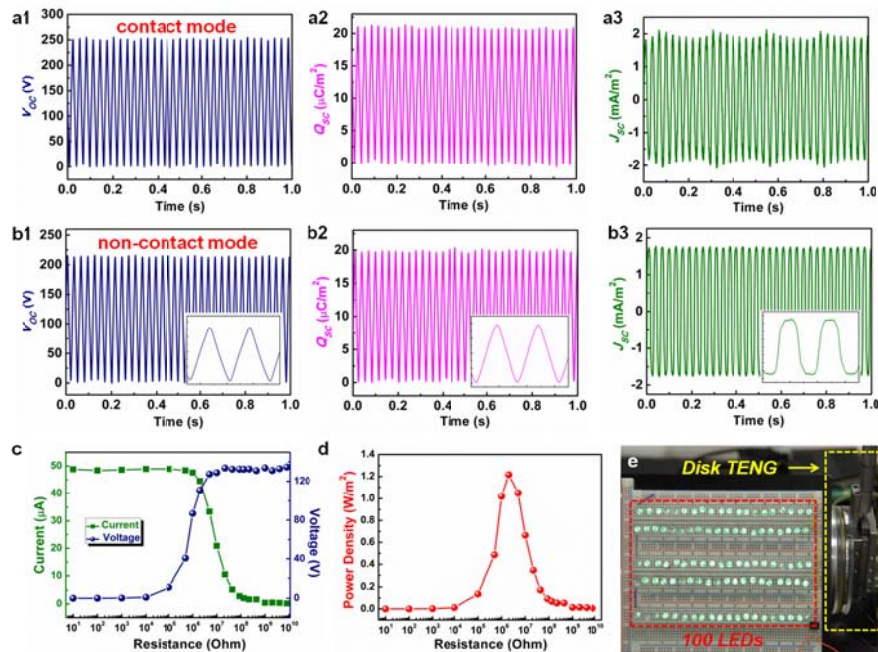 a1
contact mode
300
250
200
150
100
50
0
V_OC (V)
0.0 0.2 0.4 0.6 0.8 1.0
Time (s)
a2
20
15
10
5
0
Q_SC (μC/m²)
0.0 0.2 0.4 0.6 0.8 1.0
Time (s)
a3
2
1
0
-1
-2
J_SC (mA/m²)
0.0 0.2 0.4 0.6 0.8 1.0
Time (s)
b1
non-contact mode
250
200
150
100
50
0
V_OC (V)
0.0 0.2 0.4 0.6 0.8 1.0
Time (s)
b2
20
15
10
5
0
Q_SC (μC/m²)
0.0 0.2 0.4 0.6 0.8 1.0
Time (s)
b3
2
1
0
-1
-2
J_SC (mA/m²)
0.0 0.2 0.4 0.6 0.8 1.0
Time (s)
c
50
40
30
20
10
0
Current (μA)
Current
Voltage
120
80
40
0
Voltage (V)
10¹ 10² 10³ 10⁴ 10⁵ 10⁶ 10⁷ 10⁸ 10⁹ 10¹⁰
Resistance (Ohm)
d
1.4
1.2
1.0
0.8
0.6
0.4
0.2
0.0
Power Density (W/m²)
10¹ 10² 10³ 10⁴ 10⁵ 10⁶ 10⁷ 10⁸ 10⁹ 10¹⁰
Resistance (Ohm)
e
Disk TENG →
100 LEDs